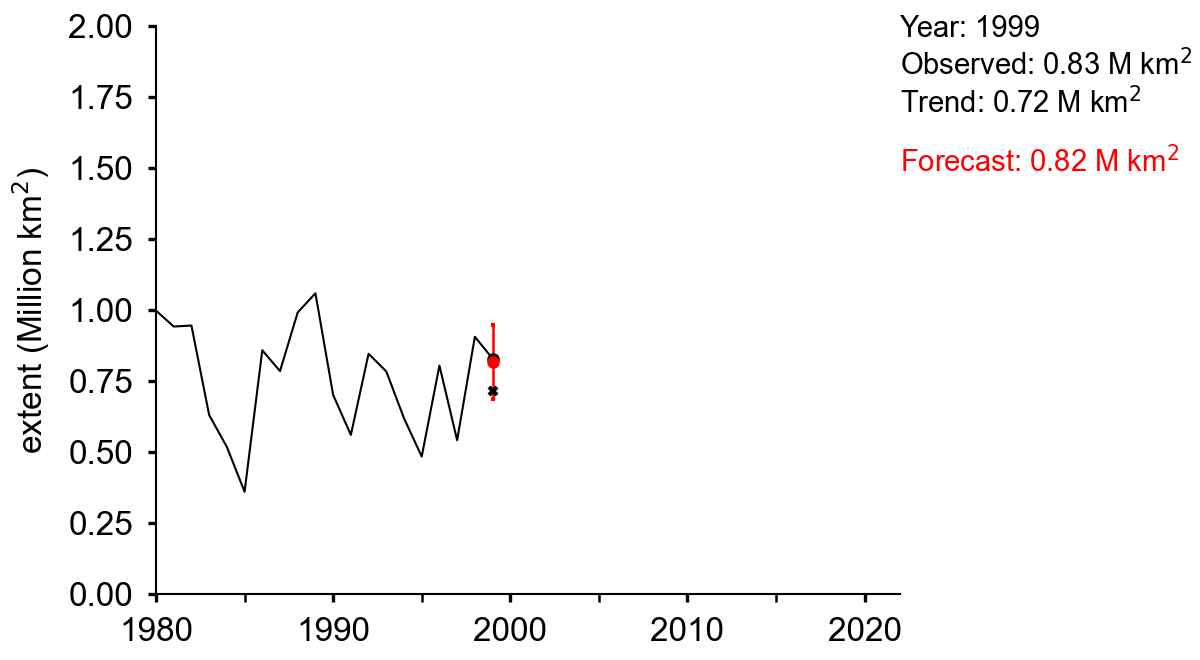 2.00
1.75
1.50
1.25
1.00
0.75
0.50
0.25
0.00
extent (Million km²)
1980 1990 2000 2010 2020
Year: 1999
Observed: 0.83 M km²
Trend: 0.72 M km²
Forecast: 0.82 M km²